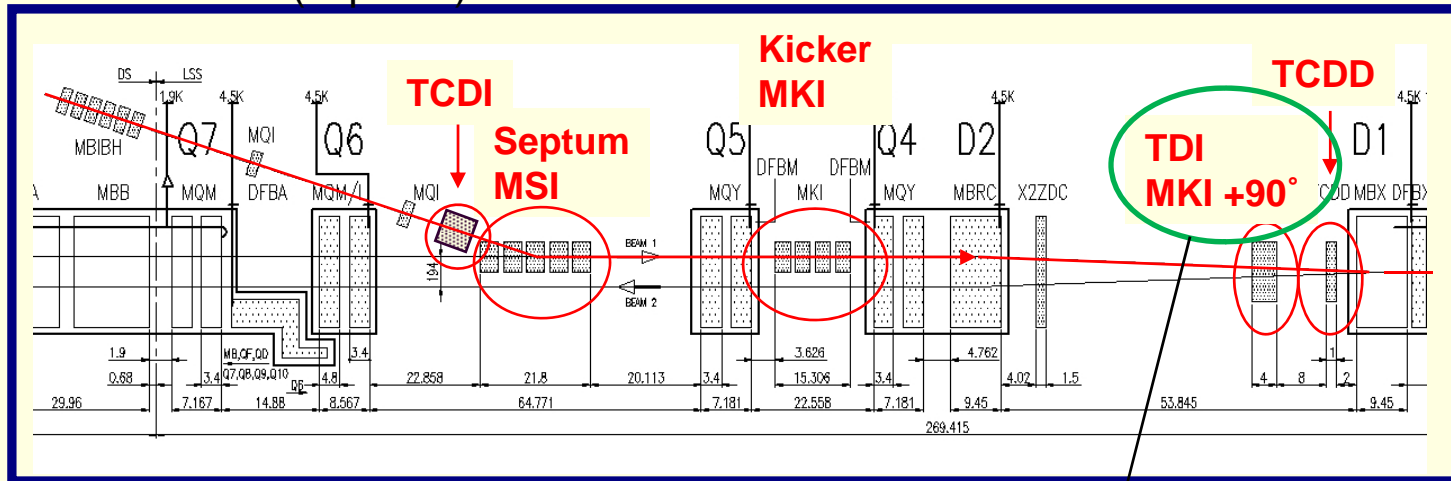 Kicker
MKI
TCDI
TCDD
Septum
MSI
TDI
MKI +90°
DS LSS
1.9K 4.5K 4.5K 4.5K 4.5K
MBIBH Q7 MQI Q6 Q5 DFBM DFBM Q4 D2 D1
MBB MQM DFBA MQM/L MQI MQY MKI MQY MBRC X2ZDC CDD MBX DFBX
194
BEAM 1
BEAM 2
1.9 MB,QF,QD 3.4 3.626 4.762 1
0.68 3.4 Q7,Q8,Q9,Q10 4.8 22.858 21.8 20.113 3.4 15.306 3.4 4.02 1.5 4 8 2
Q6
29.96 7.167 14.88 8.567 64.771 7.181 22.558 7.181 9.45 53.845 9.45
269.415